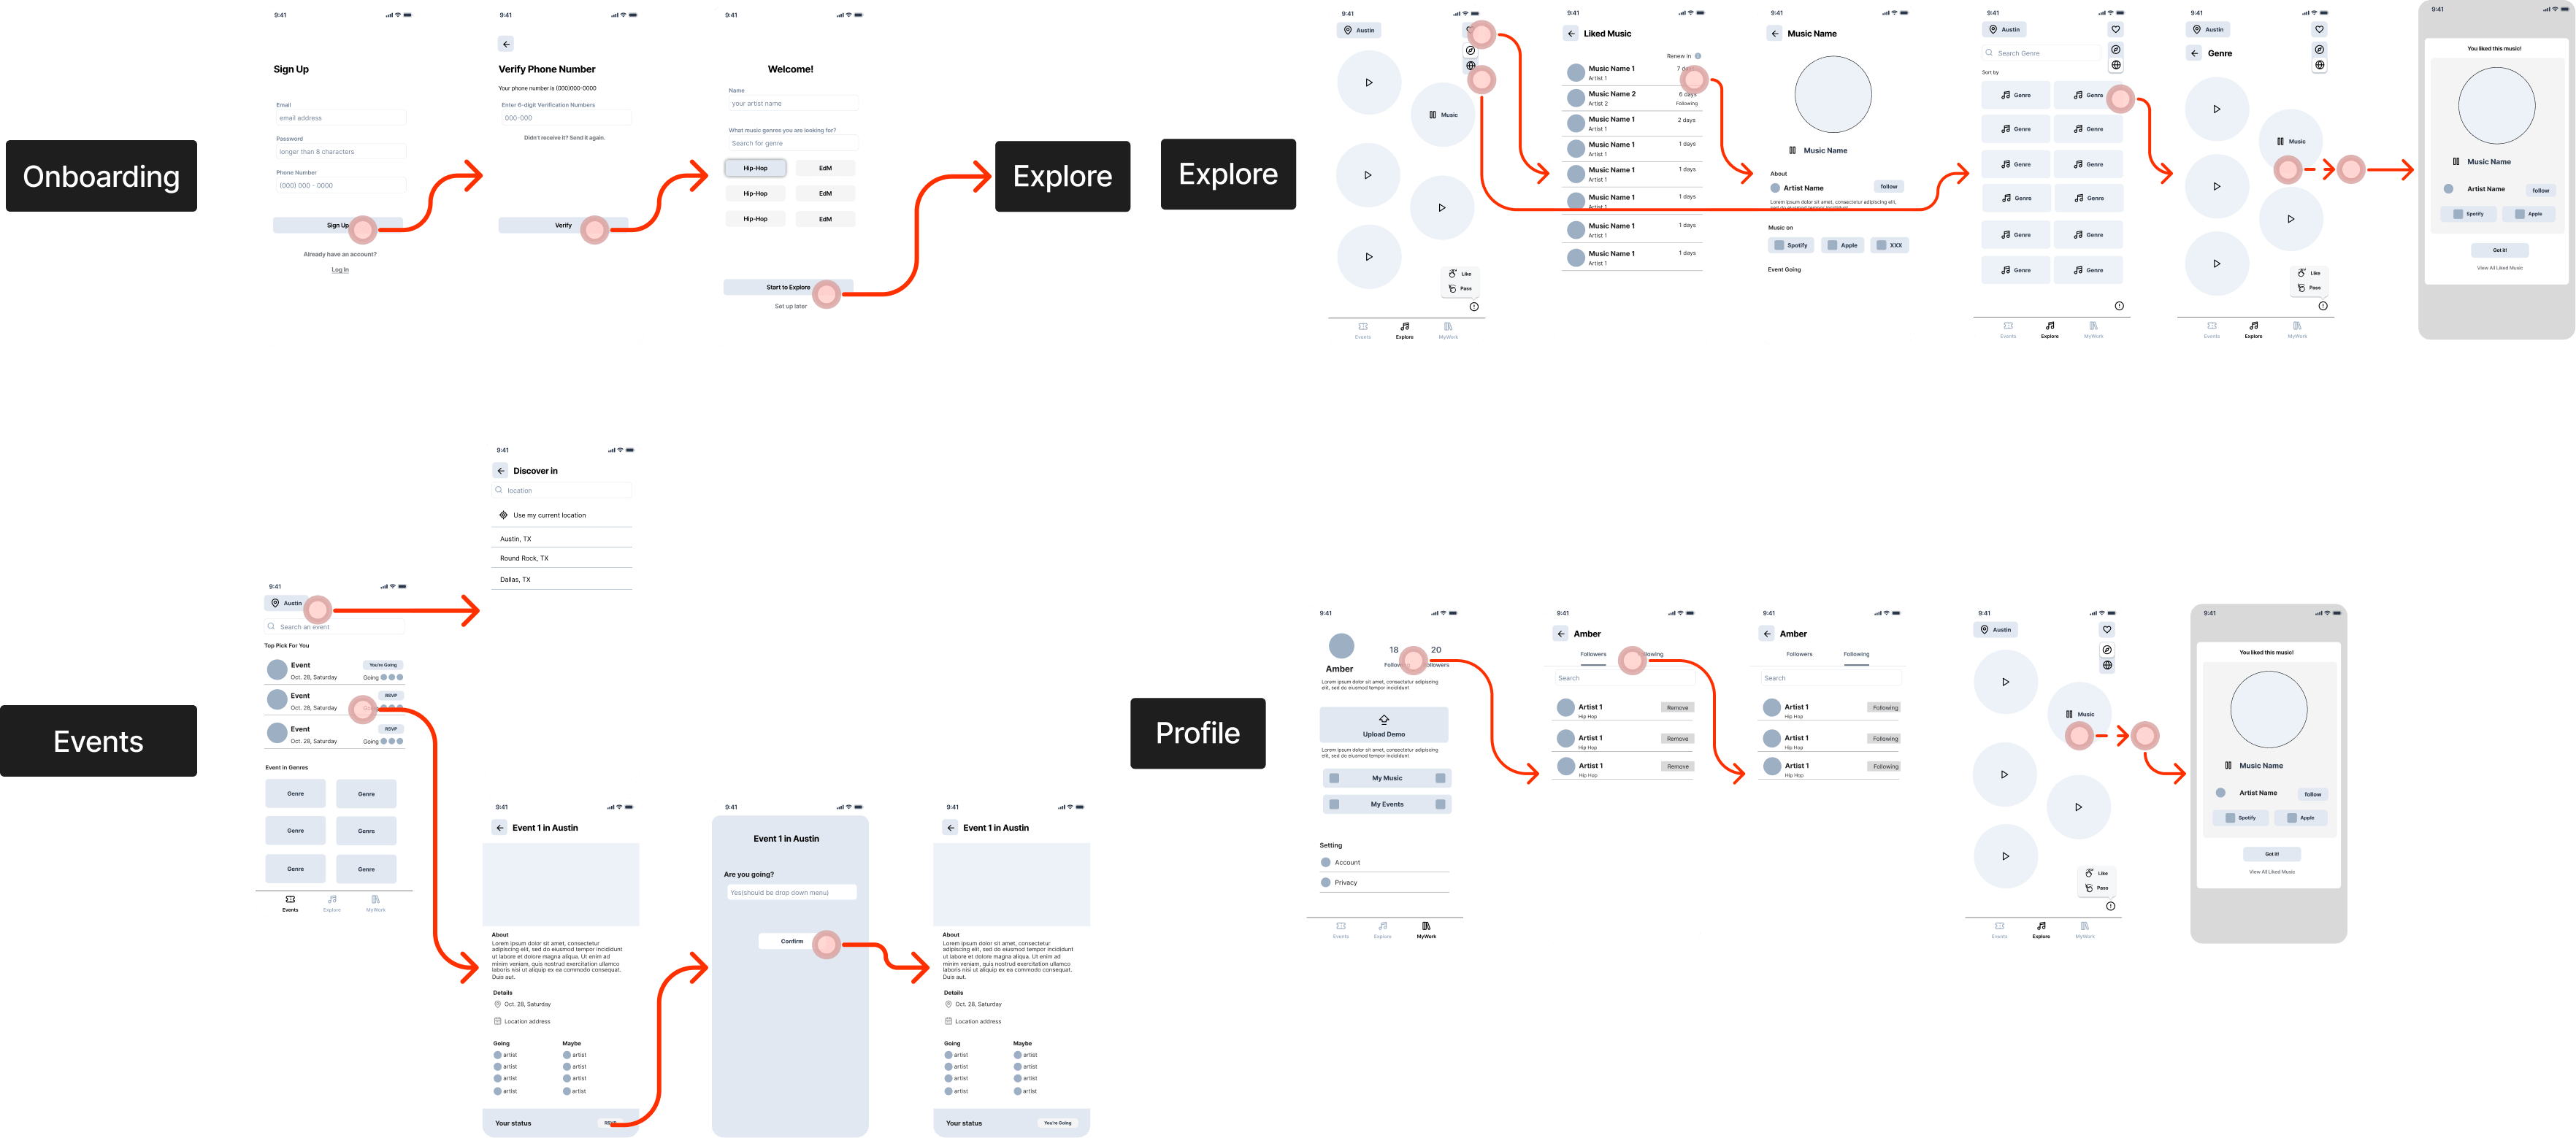 Onboarding
9:41
Sign Up
Email
email address
Password
longer than 8 characters
Phone Number
(000) 000 - 0000
Sign Up
Already have an account?
Log In
9:41
Verify Phone Number
Your phone number is (000)000-0000
Enter 6-digit Verification Numbers
000-000
Didn't receive it? Send it again.
Verify
9:41
Welcome!
Name
your artist name
What music genres you are looking for?
Search for genre
Hip-Hop EdM
Hip-Hop EdM
Hip-Hop EdM
Start to Explore
Set up later
Explore
Explore
9:41
Austin
Music
Like
Pass
Events Explore MyWork
9:41
Liked Music
Renew in
Music Name 1
Artist 1
Music Name 2 6 days
Artist 2 Following
Music Name 1 2 days
Artist 1
Music Name 1 1 days
Artist 1
Music Name 1 1 days
Artist 1
Music Name 1 1 days
Artist 1
Music Name 1 1 days
Artist 1
Music Name 1 1 days
Artist 1
9:41
Music Name
Music Name
About
Artist Name follow
Lorem ipsum dolor sit amet, consectetur adipiscing elit,
sed do eiusmod tempor incididunt
Music on
Spotify Apple XXX
Event Going
9:41
Austin
Search Genre
Sort by
Genre Genre
Genre Genre
Genre Genre
Genre Genre
Genre Genre
Genre Genre
Events Explore MyWork
9:41
Austin
Genre
Music
Like
Pass
Events Explore MyWork
9:41
You liked this music!
Music Name
Artist Name follow
Spotify Apple
Got it!
View All Liked Music
Events
9:41
Austin
Search an event
Top Pick For You
Event You're Going
Oct. 28, Saturday Going
Event RSVP
Oct. 28, Saturday
Event RSVP
Oct. 28, Saturday Going
Event in Genres
Genre Genre
Genre Genre
Genre Genre
Events Explore MyWork
9:41
Discover in
location
Use my current location
Austin, TX
Round Rock, TX
Dallas, TX
9:41
Event 1 in Austin
About
Lorem ipsum dolor sit amet, consectetur
adipiscing elit, sed do eiusmod tempor incididunt
ut labore et dolore magna aliqua. Ut enim ad
minim veniam, quis nostrud exercitation ullamco
laboris nisi ut aliquip ex ea commodo consequat.
Duis aut.
Details
Oct. 28, Saturday
Location address
Going Maybe
artist artist
artist artist
artist artist
artist artist
Your status RSVP
9:41
Event 1 in Austin
Are you going?
Yes(should be drop down menu)
Confirm
9:41
Event 1 in Austin
About
Lorem ipsum dolor sit amet, consectetur
adipiscing elit, sed do eiusmod tempor incididunt
ut labore et dolore magna aliqua. Ut enim ad
minim veniam, quis nostrud exercitation ullamco
laboris nisi ut aliquip ex ea commodo consequat.
Duis aut.
Details
Oct. 28, Saturday
Location address
Going Maybe
artist artist
artist artist
artist artist
artist artist
Your status You're Going
Profile
9:41
18 20
Amber
Lorem ipsum dolor sit amet, consectetur adipiscing
elit, sed do eiusmod tempor incididunt
Upload Demo
Lorem ipsum dolor sit amet, consectetur adipiscing
elit, sed do eiusmod tempor incididunt
My Music
My Events
Setting
Account
Privacy
Events Explore MyWork
9:41
Amber
Followers
Search
Artist 1 Remove
Hip Hop
Artist 1 Remove
Hip Hop
Artist 1 Remove
Hip Hop
9:41
Amber
Followers Following
Search
Artist 1 Following
Hip Hop
Artist 1 Following
Hip Hop
Artist 1 Following
Hip Hop
9:41
Austin
Music
Like
Pass
Events Explore MyWork
9:41
You liked this music!
Music Name
Artist Name follow
Spotify Apple
Got it!
View All Liked Music